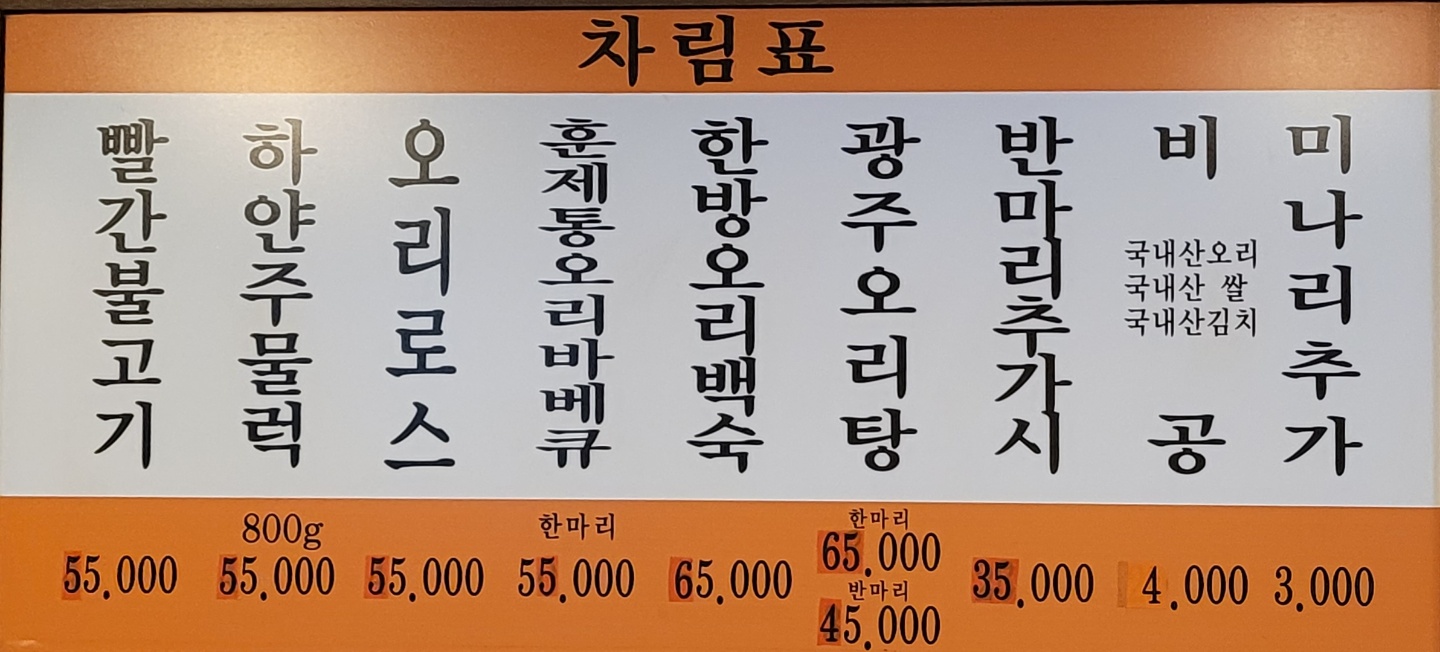 차림표
빨간불고기
55.000
하얀주물럭
800g
55.000
오리로스
55.000
훈제통오리바베큐
한마리
55.000
한방오리백숙
65.000
광주오리탕
한마리
65.000
반마리
45.000
반마리추가시
35.000
비
국내산오리
국내산 쌀
국내산김치
공
4.000
미나리추가
3.000